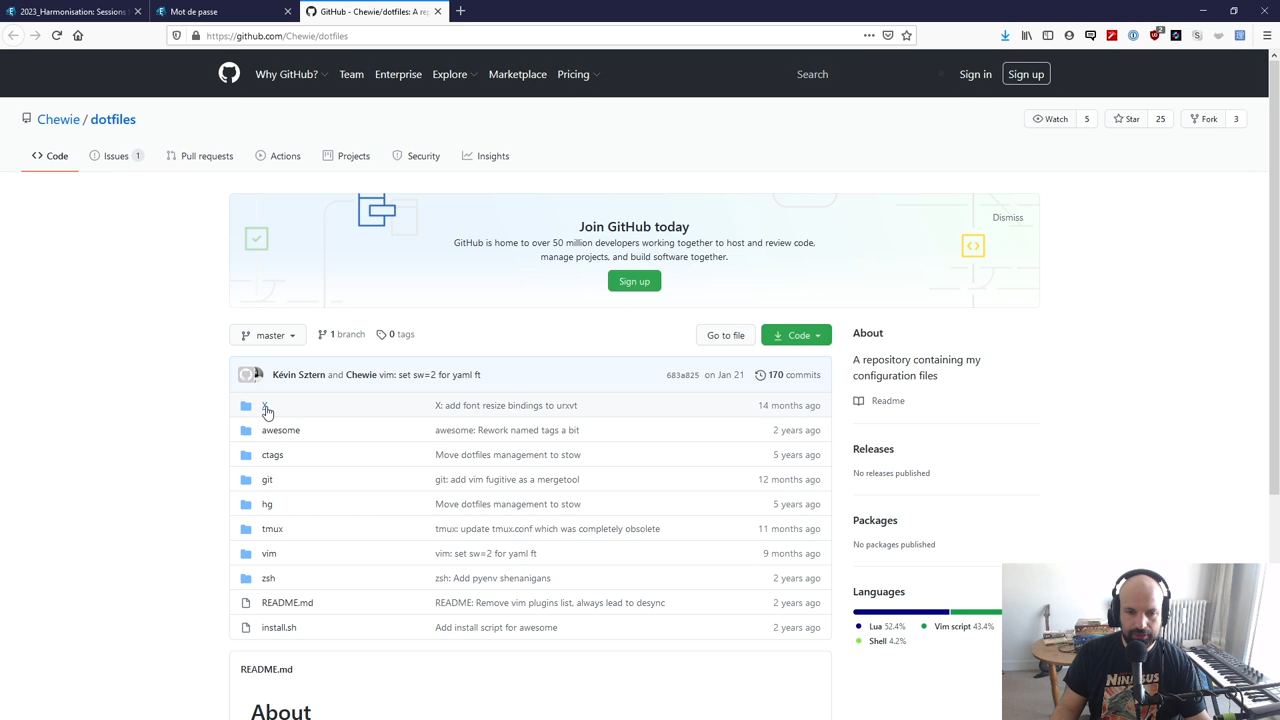 2023_Harmonisation: Sessions
Mot de passe
GitHub - Chewie/dotfiles: A re
https://github.com/Chewie/dotfiles
2
Why GitHub?
Team
Enterprise
Explore
Marketplace
Pricing
Search
Sign in
Sign up
Chewie / dotfiles
Watch 5
Star 25
Fork 3
Code
Issues 1
Pull requests
Actions
Projects
Security
Insights
Join GitHub today
Dismiss
GitHub is home to over 50 million developers working together to host and review code,
manage projects, and build software together.
Sign up
master
1 branch
0 tags
Go to file
Code
Kévin Sztern and Chewie vim: set sw=2 for yaml ft
683a825 on Jan 21
170 commits
X X: add font resize bindings to urxvt 14 months ago
awesome awesome: Rework named tags a bit 2 years ago
ctags Move dotfiles management to stow 5 years ago
git git: add vim fugitive as a mergetool 12 months ago
hg Move dotfiles management to stow 5 years ago
tmux tmux: update tmux.conf which was completely obsolete 11 months ago
vim vim: set sw=2 for yaml ft 9 months ago
zsh zsh: Add pyenv shenanigans 2 years ago
README.md README: Remove vim plugins list, always lead to desync 2 years ago
install.sh Add install script for awesome 2 years ago
README.md
About
About
A repository containing my
configuration files
Readme
Releases
No releases published
Packages
No packages published
Languages
Lua 52.4%
Vim script 43.4%
Shell 4.2%